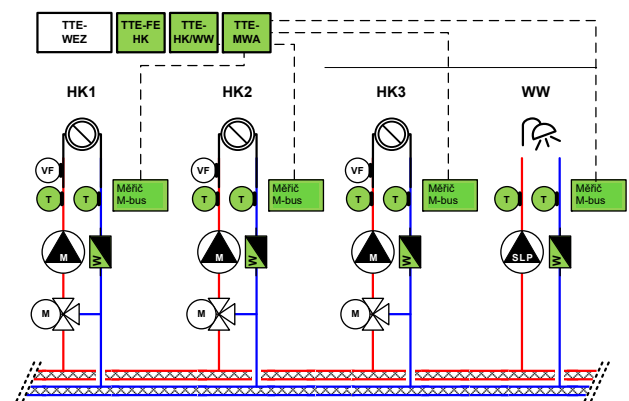 TTE-
WEZ
TTE-FE
HK
TTE-
HK/WW
TTE-
MWA
HK1
HK2
HK3
WW
VF
VF
VF
T
T
Měřič
M-bus
T
T
Měřič
M-bus
T
T
Měřič
M-bus
T
T
Měřič
M-bus
M
W
M
W
M
W
SLP
W
M
M
M